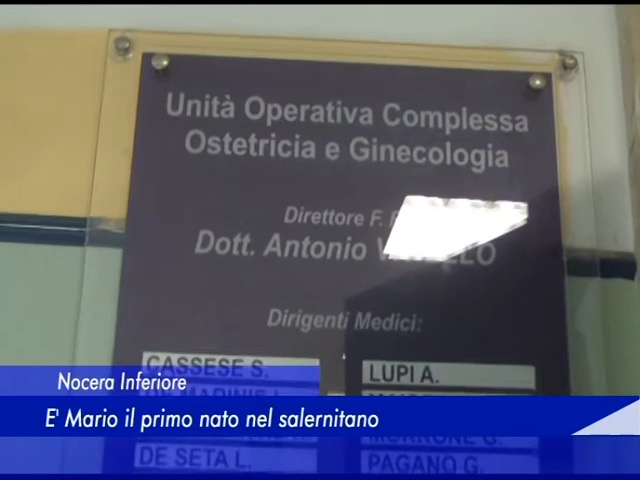 Unità Operativa Complessa
Ostetricia e Ginecologia
Direttore F.
Dott. Antonio
Dirigenti Medici:
CASSESE S.
LUPI A.
Nocera Inferiore
E' Mario il primo nato nel salernitano
DE SETA L.
PAGANO G.